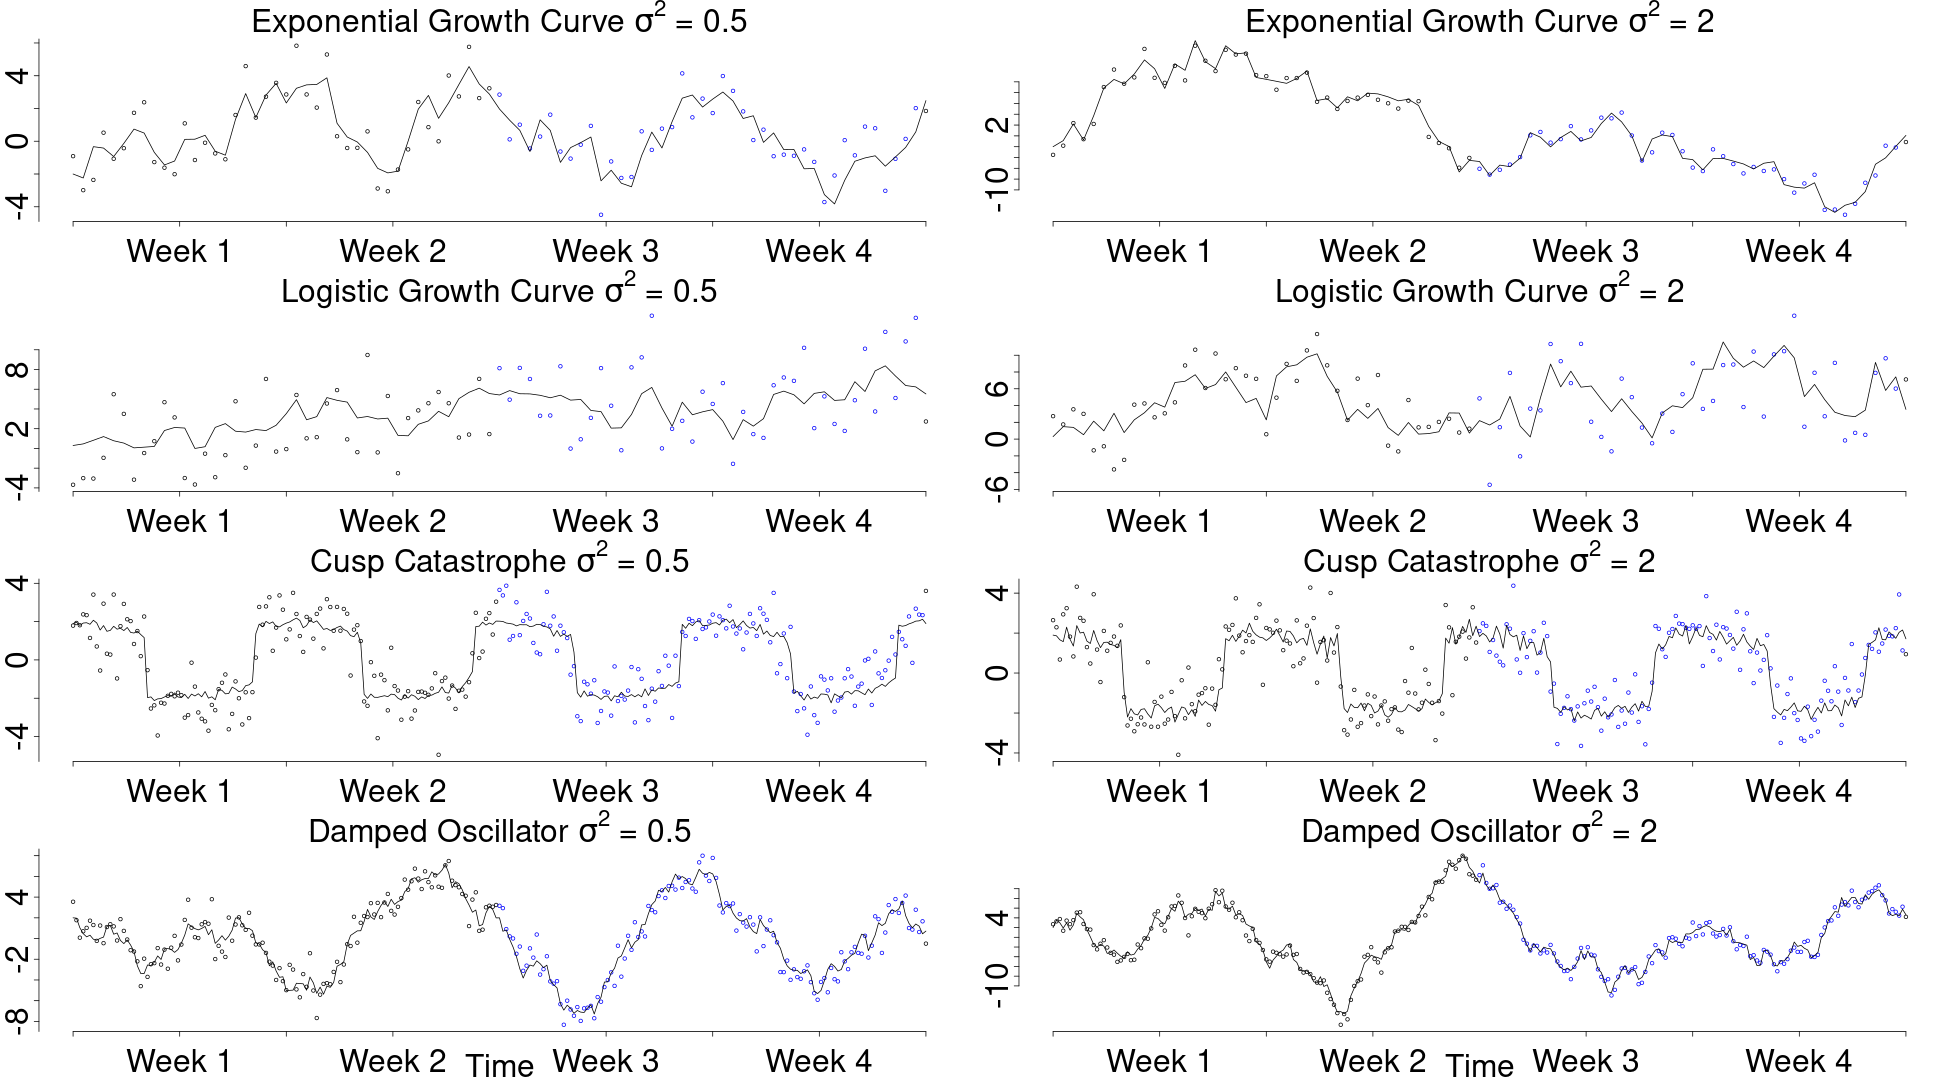 Exponential Growth Curve σ² = 0.5
4
0
-4
Week 1 Week 2 Week 3 Week 4
Exponential Growth Curve σ² = 2
2
-10
Week 1 Week 2 Week 3 Week 4
Logistic Growth Curve σ² = 0.5
8
2
-4
Week 1 Week 2 Week 3 Week 4
Logistic Growth Curve σ² = 2
6
0
-6
Week 1 Week 2 Week 3 Week 4
Cusp Catastrophe σ² = 0.5
4
0
-4
Week 1 Week 2 Week 3 Week 4
Cusp Catastrophe σ² = 2
4
0
-4
Week 1 Week 2 Week 3 Week 4
Damped Oscillator σ² = 0.5
4
-2
-8
Week 1 Week 2 Week 3 Week 4
Time
Damped Oscillator σ² = 2
4
-10
Week 1 Week 2 Week 3 Week 4
Time